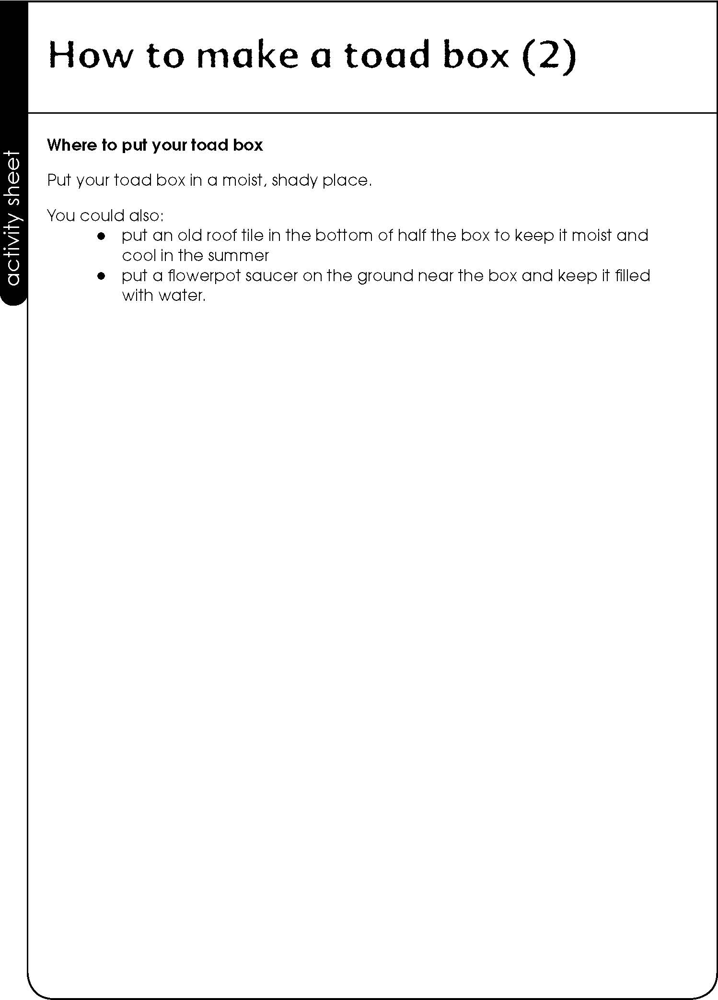 How to make a toad box (2)
activity sheet
Where to put your toad box
Put your toad box in a moist, shady place.
You could also:
● put an old roof tile in the bottom of half the box to keep it moist and
cool in the summer
● put a flowerpot saucer on the ground near the box and keep it filled
with water.